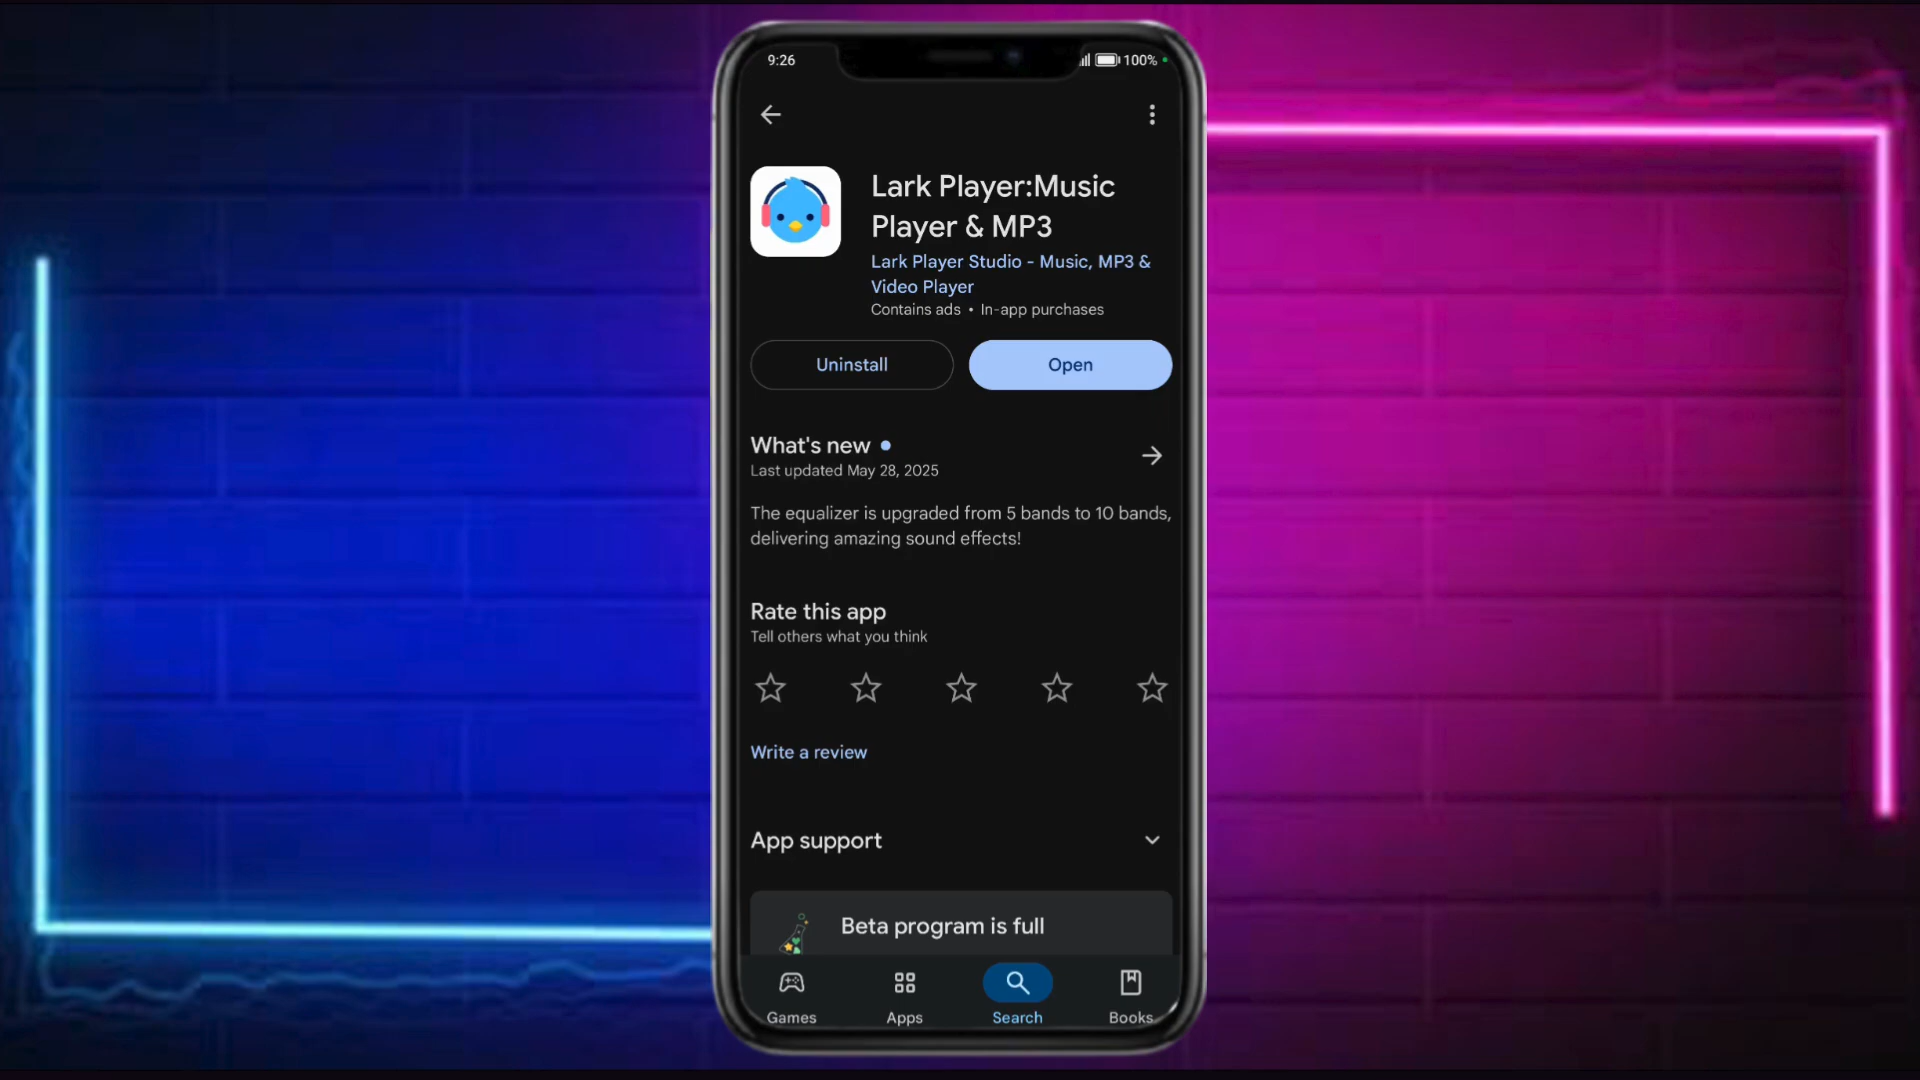 9:26
100%
Lark Player:Music
Player & MP3
Lark Player Studio - Music, MP3 &
Video Player
Contains ads • In-app purchases
Uninstall
Open
What's new
Last updated May 28, 2025
The equalizer is upgraded from 5 bands to 10 bands,
delivering amazing sound effects!
Rate this app
Tell others what you think
Write a review
App support
Beta program is full
Games
Apps
Search
Books